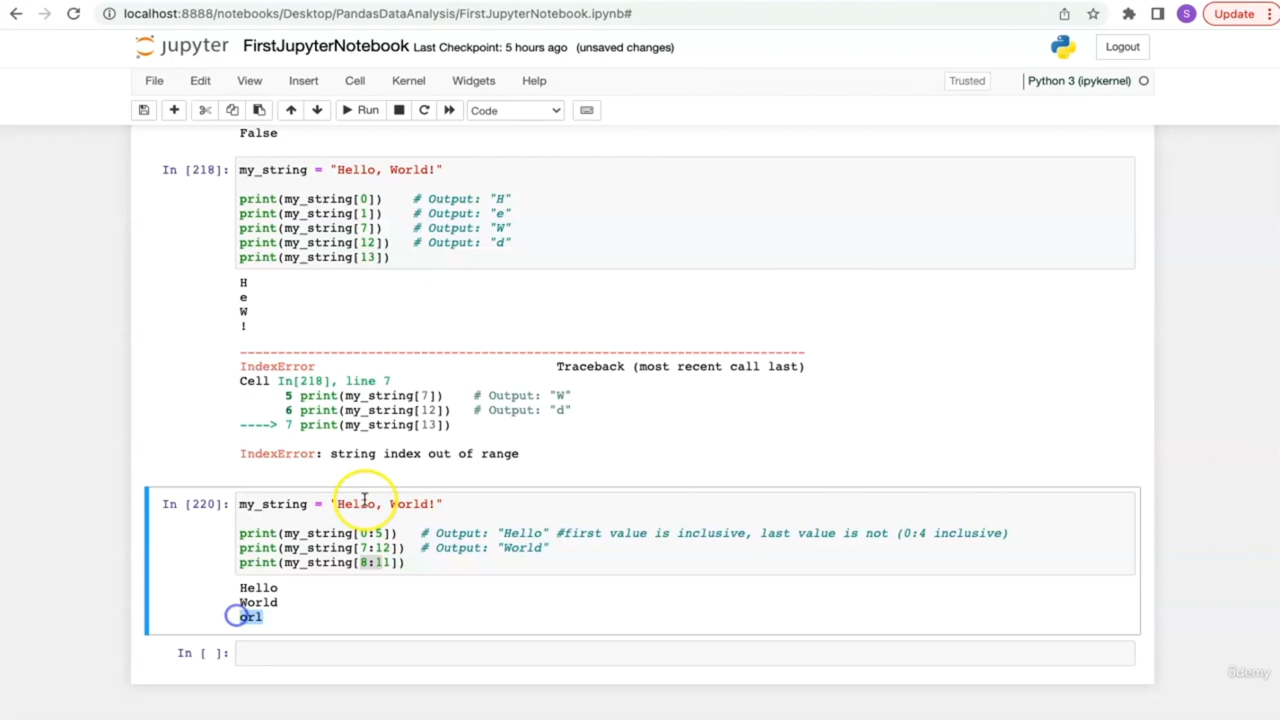 localhost:8888/notebooks/Desktop/PandasDataAnalysis/FirstJupyterNotebook.ipynb#
S
Update
jupyter FirstJupyterNotebook Last Checkpoint: 5 hours ago (unsaved changes)
Logout
File Edit View Insert Cell Kernel Widgets Help
Trusted Python 3 (ipykernel)
Run Code
False
In [218]: my_string = "Hello, World!"
print(my_string[0]) # Output: "H"
print(my_string[1]) # Output: "e"
print(my_string[7]) # Output: "W"
print(my_string[12]) # Output: "d"
print(my_string[13])
H
e
W
!
---------------------------------------------------------------------------
IndexError Traceback (most recent call last)
Cell In[218], line 7
5 print(my_string[7]) # Output: "W"
6 print(my_string[12]) # Output: "d"
----> 7 print(my_string[13])
IndexError: string index out of range
In [220]: my_string = "Hello, World!"
print(my_string[0:5]) # Output: "Hello" #first value is inclusive, last value is not (0:4 inclusive)
print(my_string[7:12]) # Output: "World"
print(my_string[8:11])
Hello
World
orl
In [ ]:
ûdemy